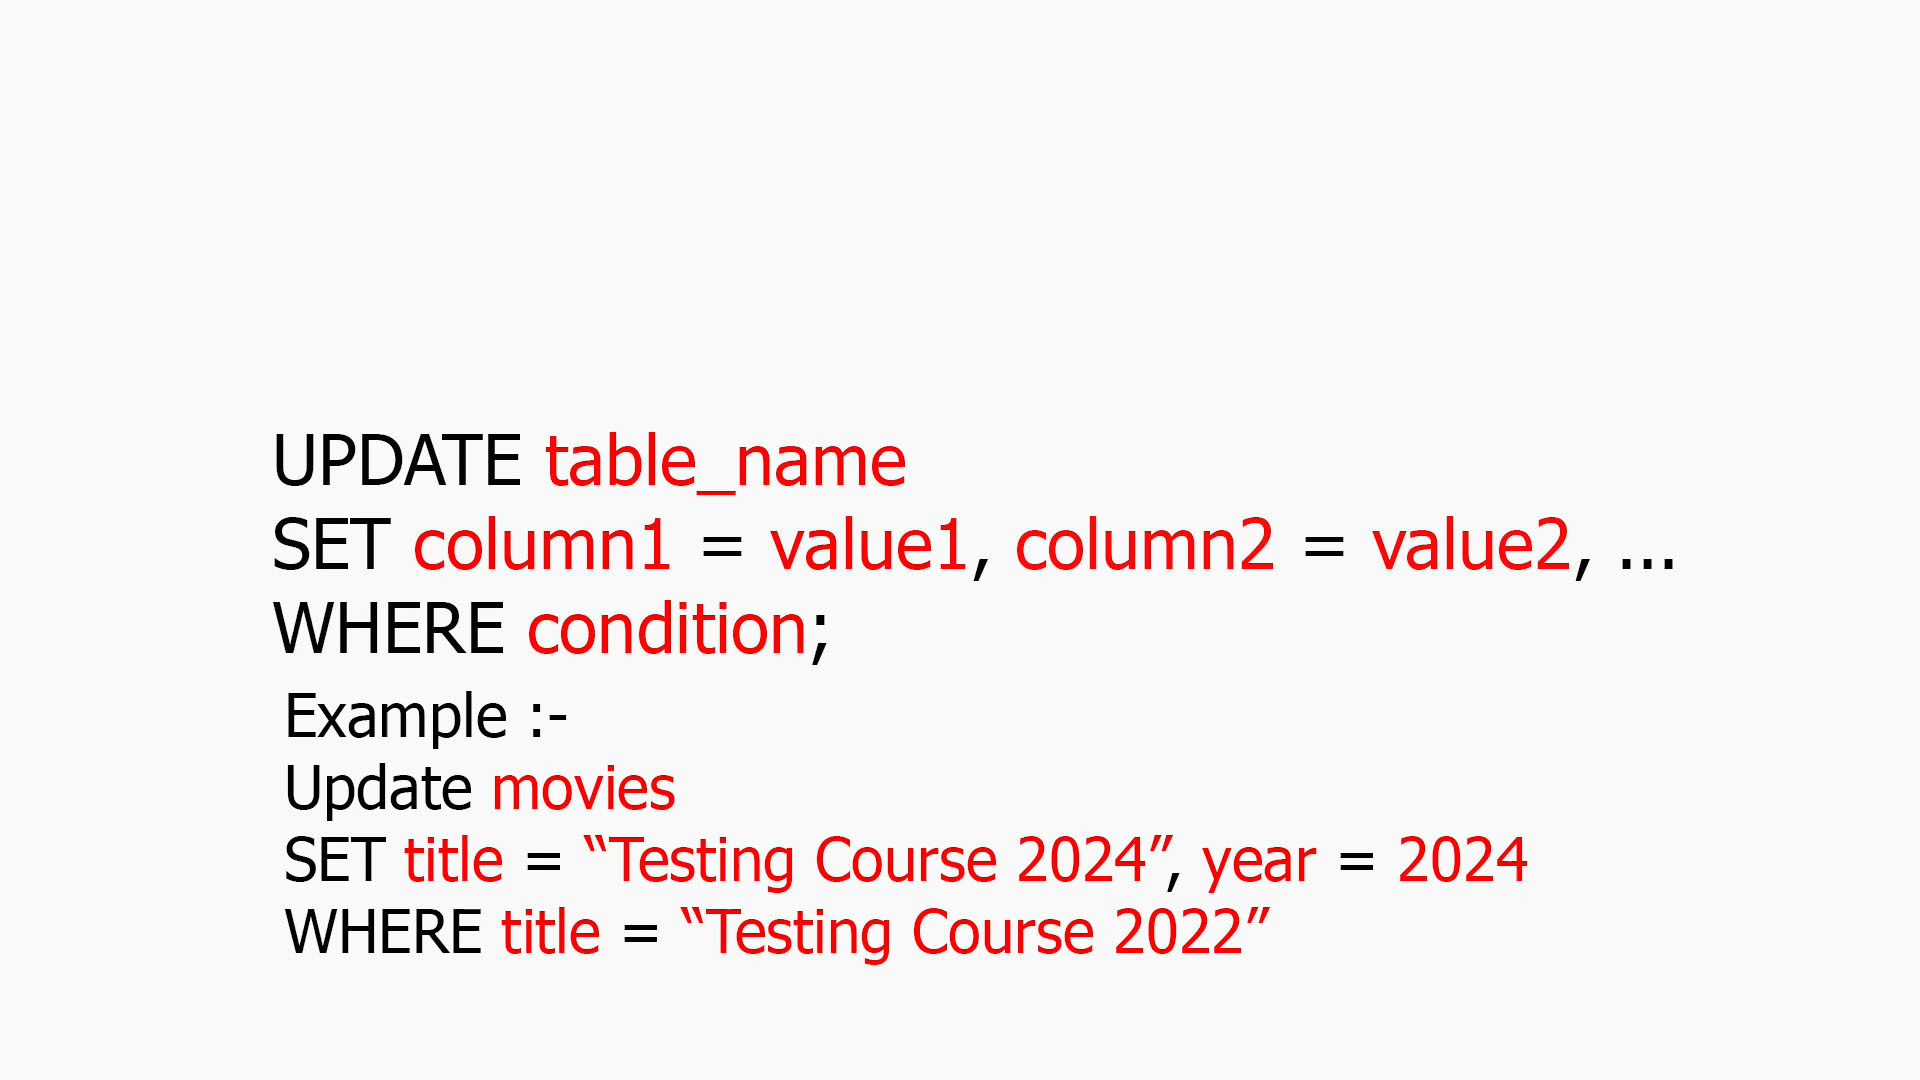 UPDATE table_name
SET column1 = value1, column2 = value2, ...
WHERE condition;
Example :-
Update movies
SET title = “Testing Course 2024”, year = 2024
WHERE title = “Testing Course 2022”